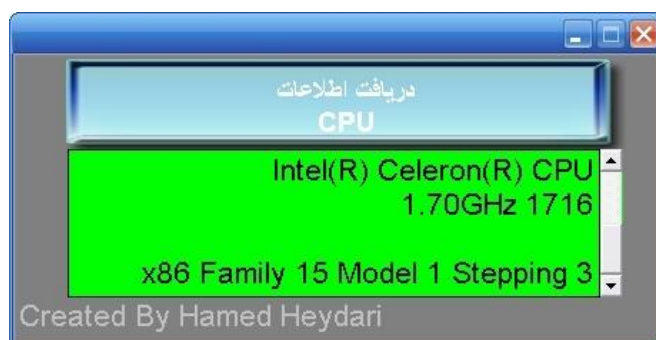 دریافت اطلاعات
CPU
Intel(R) Celeron(R) CPU
1.70GHz 1716
x86 Family 15 Model 1 Stepping 3
Created By Hamed Heydari